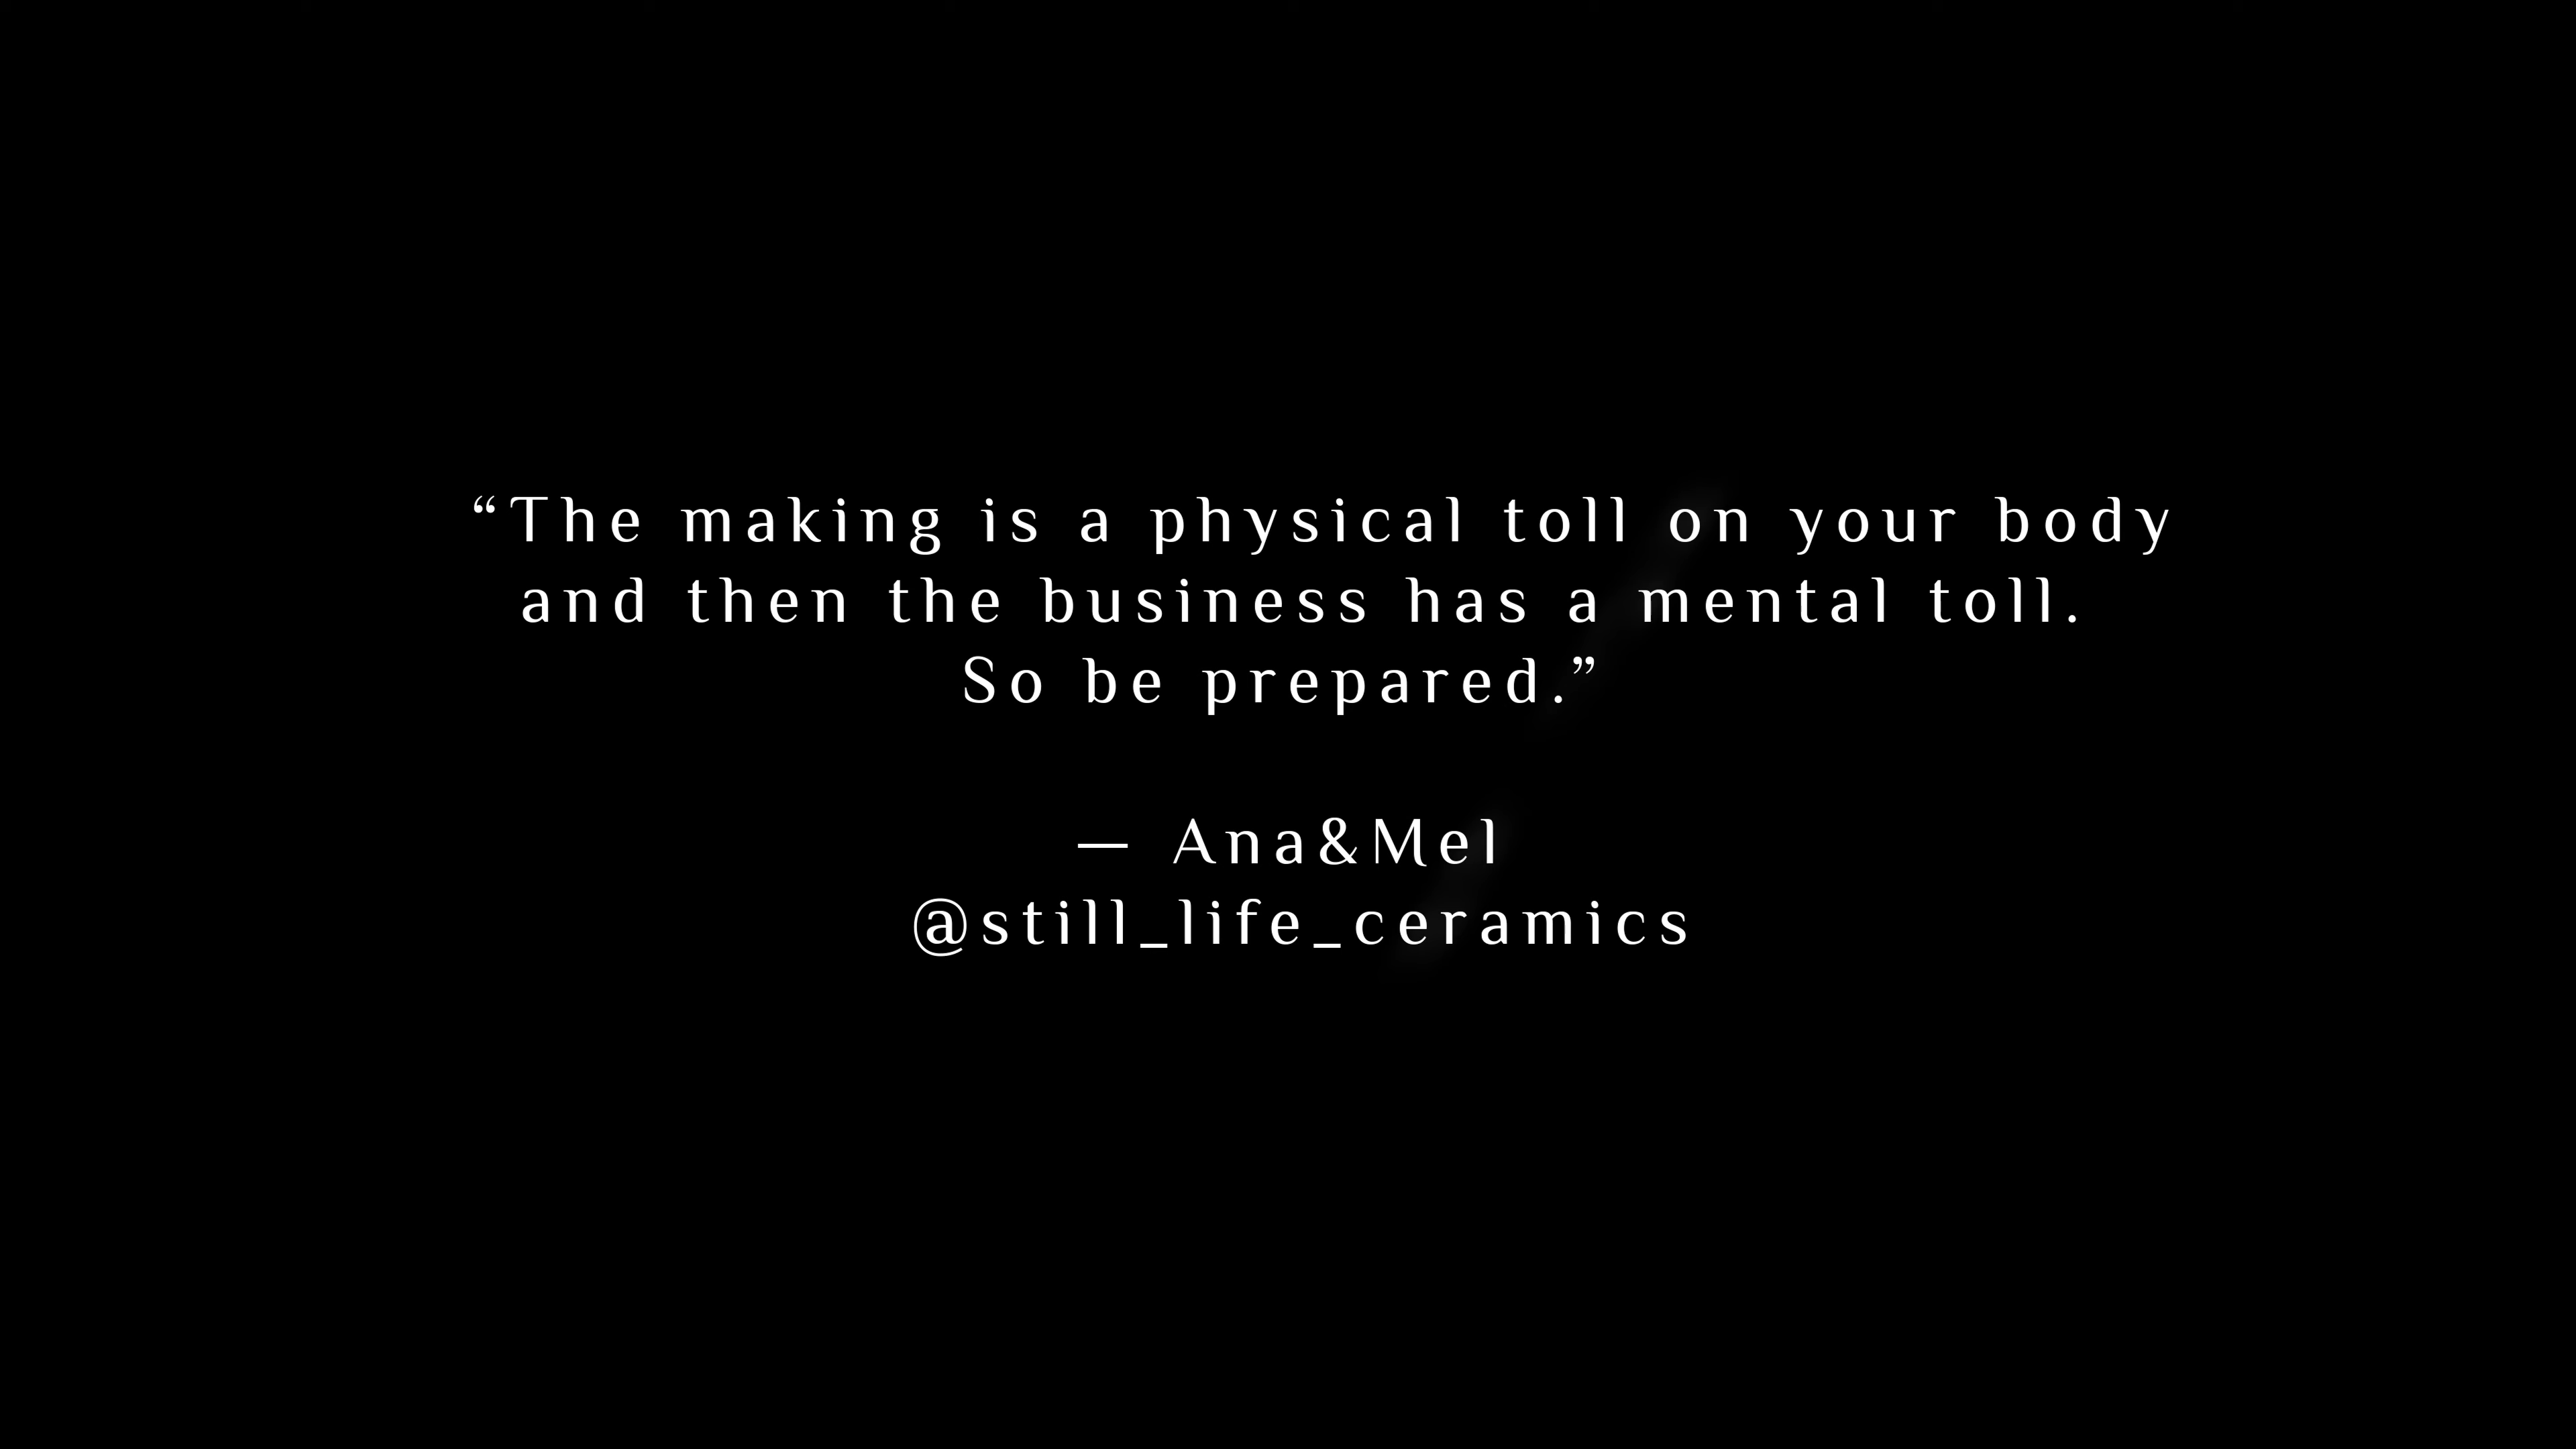 “The making is a physical toll on your body
and then the business has a mental toll.
So be prepared.”
— Ana&Mel
@still_life_ceramics